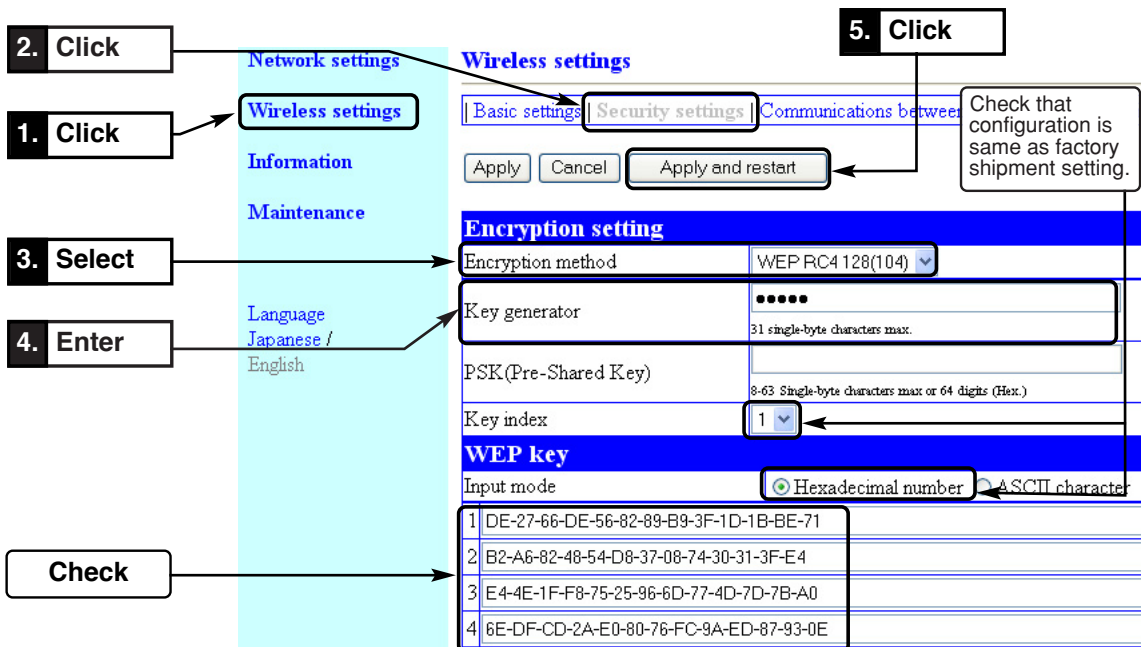 2. Click
5. Click
Network settings
Wireless settings
Wireless settings
| Basic settings | Security settings | Communications between
1. Click
Check that
configuration is
same as factory
shipment setting.
Information
Apply Cancel Apply and restart
Maintenance
Encryption setting
3. Select
Encryption method WEP RC4 128(104)
Key generator •••••
31 single-byte characters max.
4. Enter
Language
Japanese /
English
PSK(Pre-Shared Key)
8-63 Single-byte characters max or 64 digits (Hex.)
Key index 1
WEP key
Input mode Hexadecimal number ASCII character
1 DE-27-66-DE-56-82-89-B9-3F-1D-1B-BE-71
Check
2 B2-A6-82-48-54-D8-37-08-74-30-31-3F-E4
3 E4-4E-1F-F8-75-25-96-6D-77-4D-7D-7B-A0
4 6E-DF-CD-2A-E0-80-76-FC-9A-ED-87-93-0E